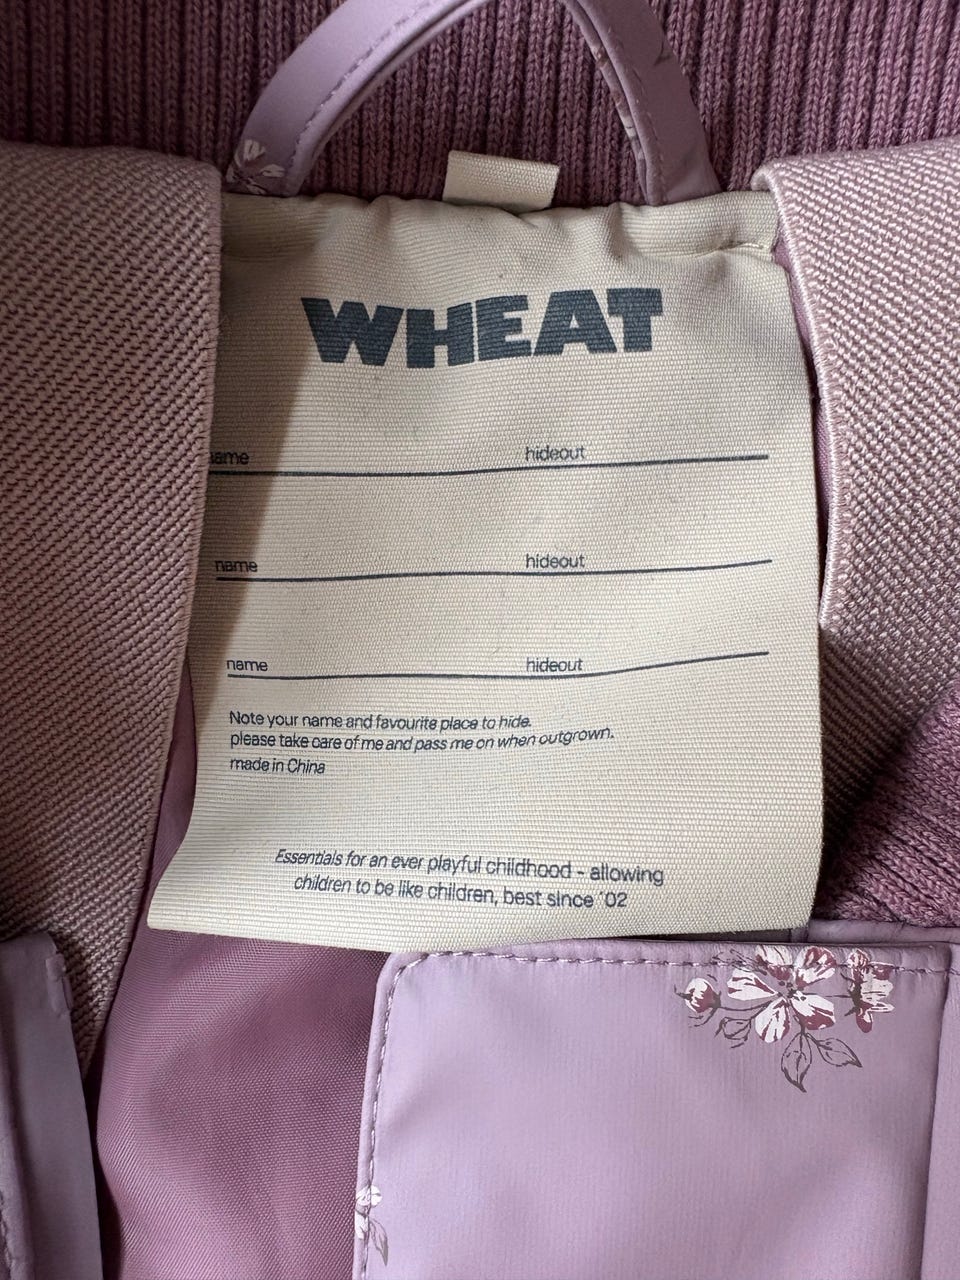 WHEAT
name hideout
name hideout
name hideout
Note your name and favourite place to hide.
please take care of me and pass me on when outgrown.
made in China
Essentials for an ever playful childhood - allowing
children to be like children, best since ´02